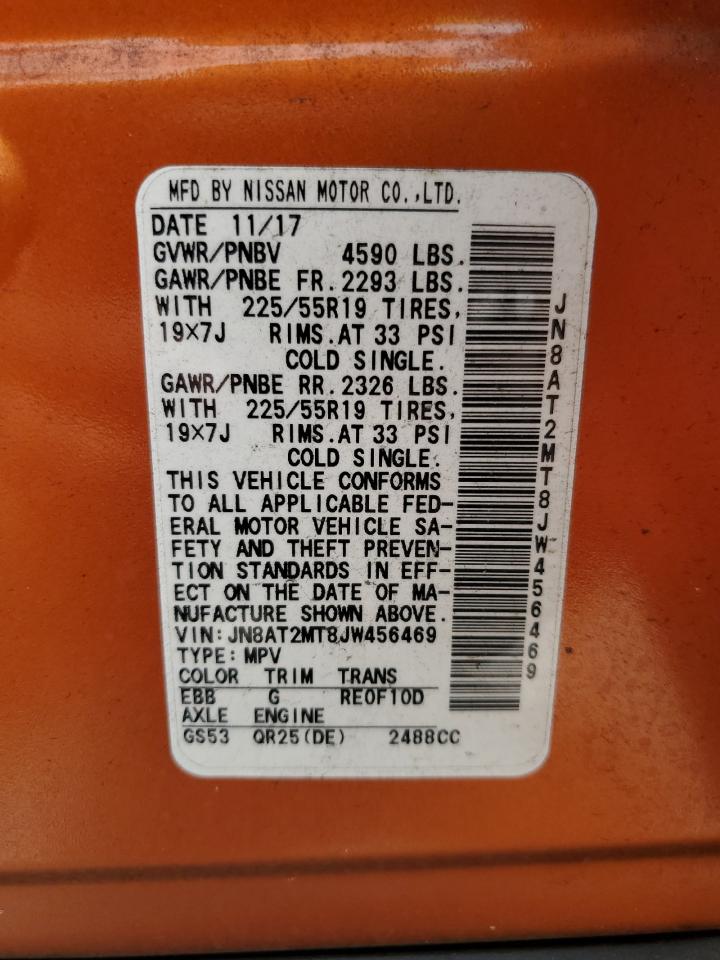 MFD BY NISSAN MOTOR CO.,LTD.
DATE 11/17
GVWR/PNBV 4590 LBS.
GAWR/PNBE FR.2293 LBS.
WITH 225/55R19 TIRES,
19×7J RIMS.AT 33 PSI
COLD SINGLE.
GAWR/PNBE RR.2326 LBS.
WITH 225/55R19 TIRES,
19×7J RIMS.AT 33 PSI
COLD SINGLE.
THIS VEHICLE CONFORMS
TO ALL APPLICABLE FED-
ERAL MOTOR VEHICLE SA-
FETY AND THEFT PREVEN-
TION STANDARDS IN EFF-
ECT ON THE DATE OF MA-
NUFACTURE SHOWN ABOVE.
VIN:JN8AT2MT8JW456469
TYPE:MPV
COLOR TRIM TRANS
EBB G RE0F10D
AXLE ENGINE
GS53 QR25(DE) 2488CC
JN8AT2MT8JW456469